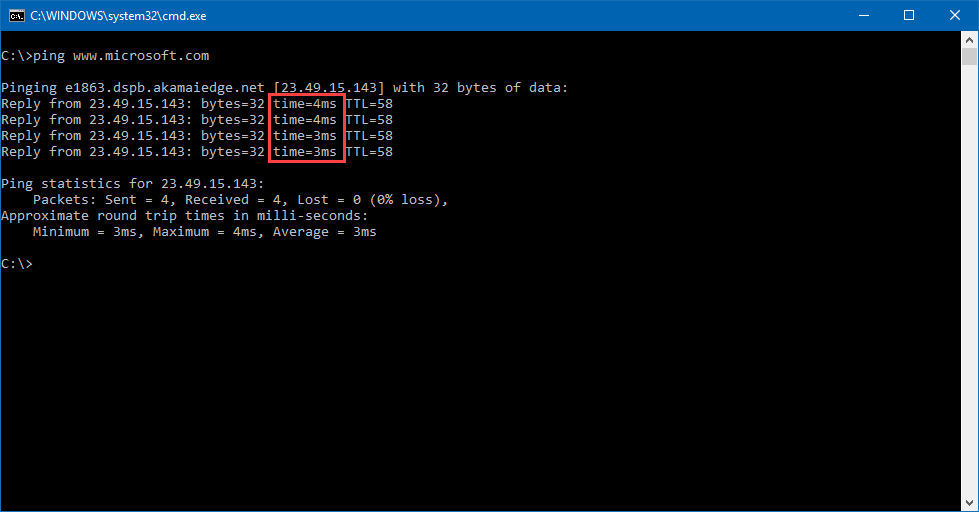 C:\WINDOWS\system32\cmd.exe
C:\>ping www.microsoft.com
Pinging e1863.dspb.akamaiedge.net [23.49.15.143] with 32 bytes of data:
Reply from 23.49.15.143: bytes=32 time=4ms TTL=58
Reply from 23.49.15.143: bytes=32 time=4ms TTL=58
Reply from 23.49.15.143: bytes=32 time=3ms TTL=58
Reply from 23.49.15.143: bytes=32 time=3ms TTL=58
Ping statistics for 23.49.15.143:
    Packets: Sent = 4, Received = 4, Lost = 0 (0% loss),
Approximate round trip times in milli-seconds:
    Minimum = 3ms, Maximum = 4ms, Average = 3ms
C:\>